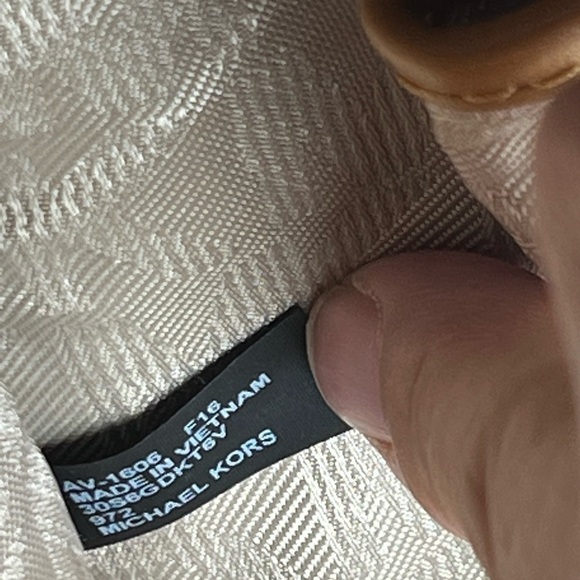 AV-1606 F16
MADE IN VIETNAM
30S6GDKT6V
972
MICHAEL KORS